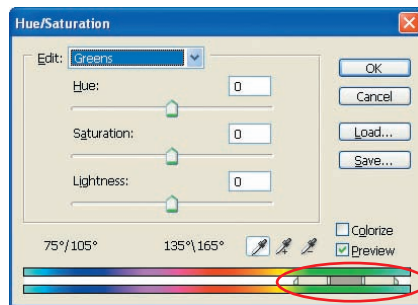 Hue/Saturation
Edit: Greens
OK
Hue: 0
Cancel
Saturation: 0
Load...
Save...
Lightness: 0
Colorize
75°/105° 135°\165° Preview